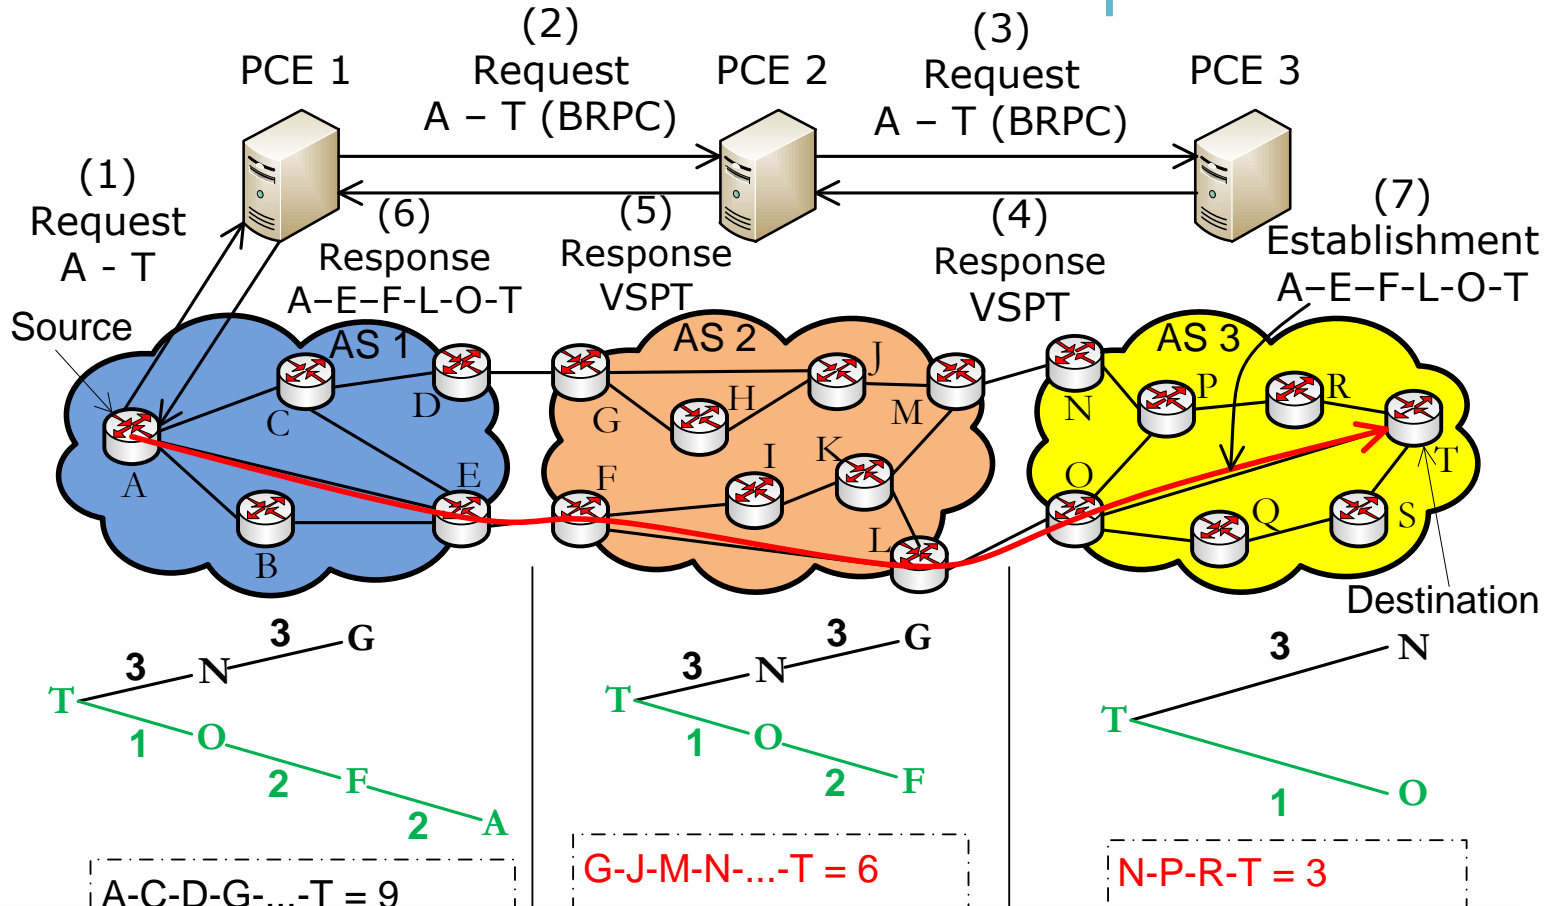 (2)
Request
A – T (BRPC)
(3)
Request
A – T (BRPC)
PCE 1
PCE 2
PCE 3
(1)
Request
A - T
(6)
Response
A–E–F-L-O-T
(5)
Response
VSPT
(4)
Response
VSPT
(7)
Establishment
A–E–F-L-O-T
Source
AS 1
AS 2
AS 3
A
B
C
D
E
F
G
H
I
J
K
L
M
N
O
P
Q
R
S
T
Destination
3
G
3
N
T
1
O
2
F
2
A
3
G
3
N
T
1
O
2
F
3
N
T
1
O
A-C-D-G-...-T = 9
G-J-M-N-...-T = 6
N-P-R-T = 3